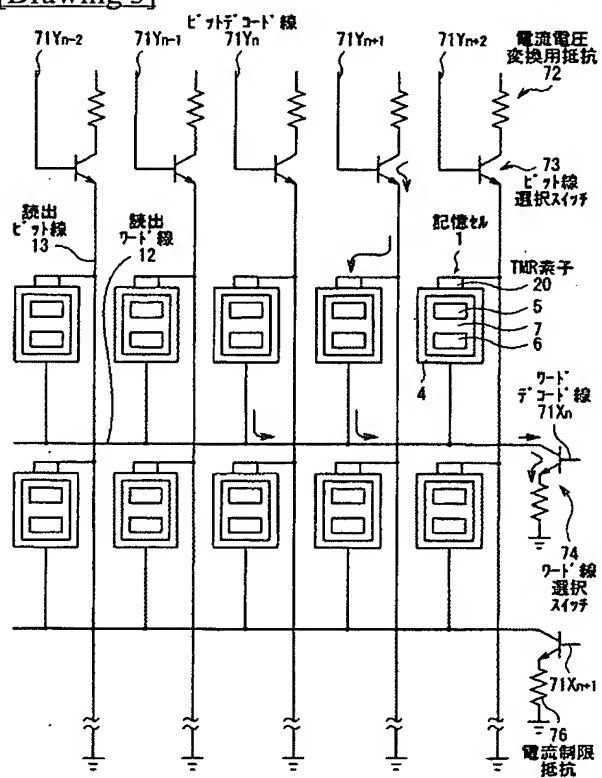 [Drawing 5]
ビットデコード線
71Yn-2
71Yn-1
71Yn
71Yn+1
71Yn+2
電流電圧
変換用抵抗
72
73
ビット線
選択スイッチ
読出
ビット線
13
読出
ワード線
12
記憶セル
1
TMR素子
20
5
7
6
4
ワード
デコード線
71Xn
74
ワード線
選択
スイッチ
71Xn+1
76
電流制限
抵抗